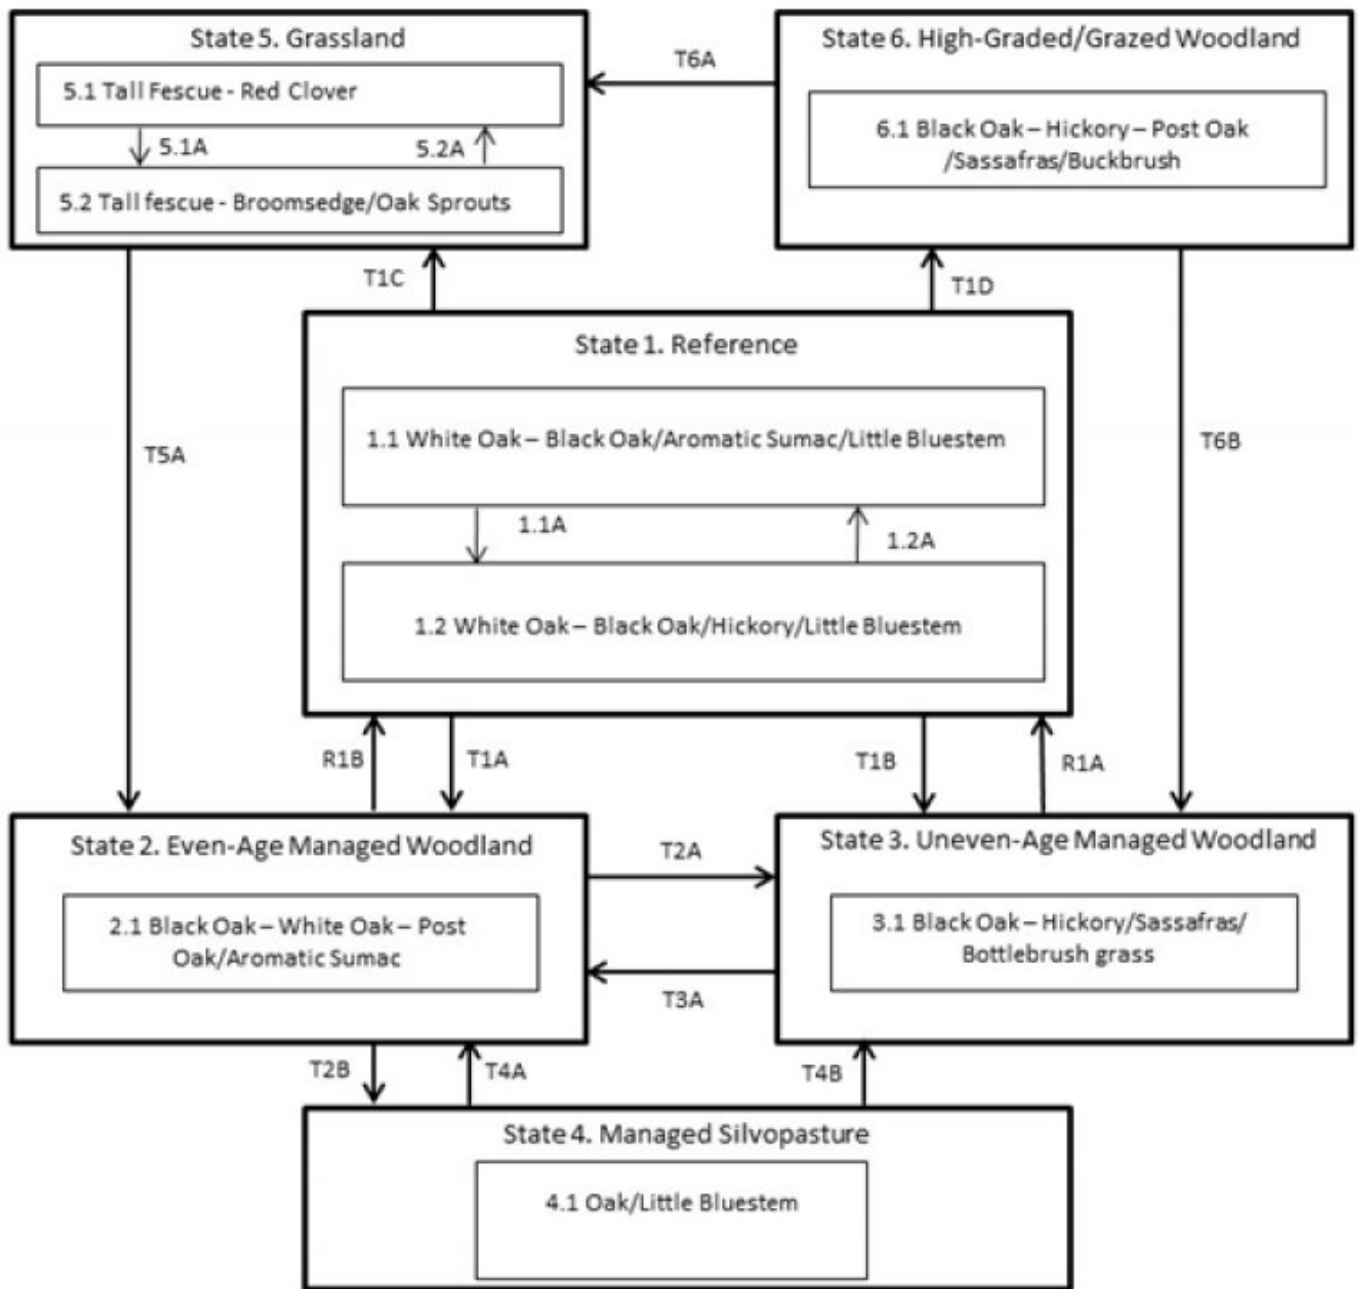 State 5. Grassland
5.1 Tall Fescue - Red Clover
5.1A
5.2A
5.2 Tall fescue - Broomsedge/Oak Sprouts
T6A
State 6. High-Graded/Grazed Woodland
6.1 Black Oak – Hickory – Post Oak
/Sassafras/Buckbrush
T1C
T1D
State 1. Reference
1.1 White Oak – Black Oak/Aromatic Sumac/Little Bluestem
1.1A
1.2A
1.2 White Oak – Black Oak/Hickory/Little Bluestem
T5A
T6B
R1B
T1A
T1B
R1A
State 2. Even-Age Managed Woodland
2.1 Black Oak – White Oak – Post
Oak/Aromatic Sumac
T2A
T3A
State 3. Uneven-Age Managed Woodland
3.1 Black Oak – Hickory/Sassafras/
Bottlebrush grass
T2B
T4A
T4B
State 4. Managed Silvopasture
4.1 Oak/Little Bluestem